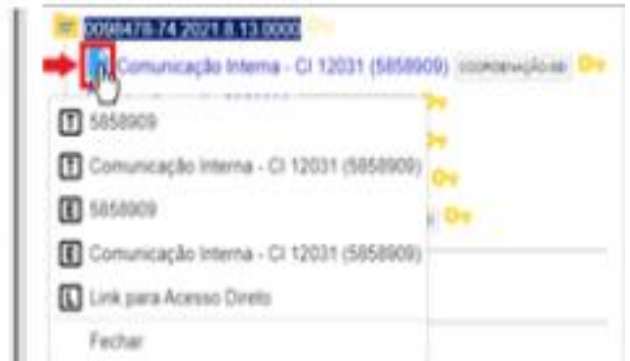 0098478-74.2021.8.13.0000
Comunicação Interna - CI 12031 (5858909)
T 5858909
T Comunicação Interna - CI 12031 (5858909)
E 5858909
E Comunicação Interna - CI 12031 (5858909)
L Link para Acesso Direto
Fechar